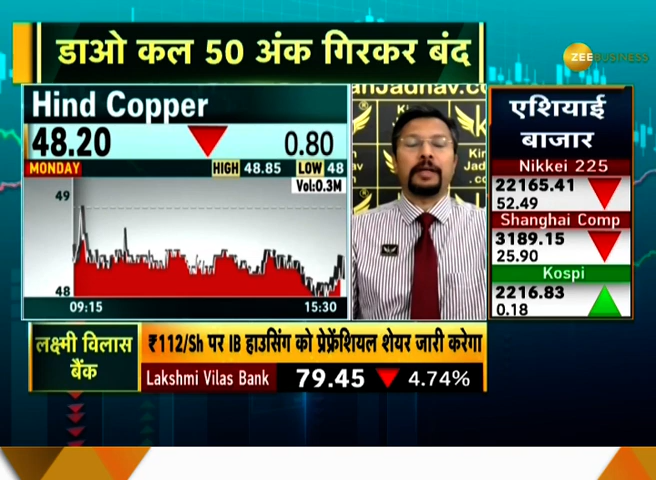 डाओ कल 50 अंक गिरकर बंद
ZEEBUSINESS
Hind Copper
48.20 0.80
MONDAY HIGH 48.85 LOW 48
Vol:0.3M
49
48
09:15 15:30
एशियाई
बाजार
Nikkei 225
22165.41
52.49
Shanghai Comp
3189.15
25.90
Kospi
2216.83
0.18
लक्ष्मी विलास
बैंक
₹112/Sh पर IB हाउसिंग को प्रेफ्रेंशियल शेयर जारी करेगा
Lakshmi Vilas Bank 79.45 4.74%